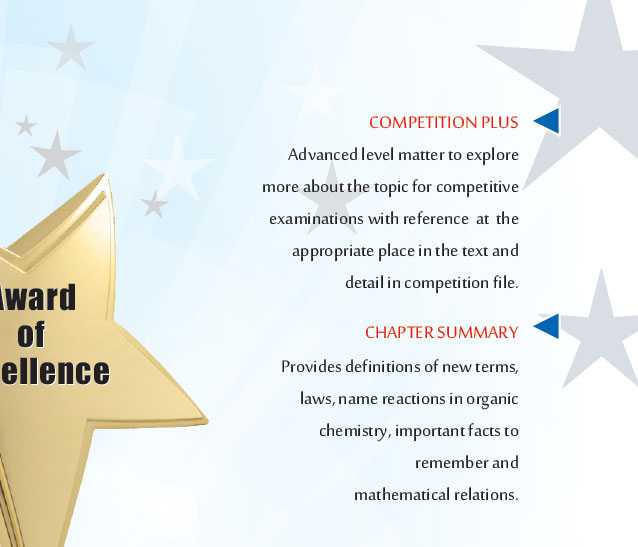 COMPETITION PLUS
Advanced level matter to explore
more about the topic for competitive
examinations with reference at the
appropriate place in the text and
detail in competition file.
CHAPTER SUMMARY
Provides definitions of new terms,
laws, name reactions in organic
chemistry, important facts to
remember and
mathematical relations.
Award
of
ellence